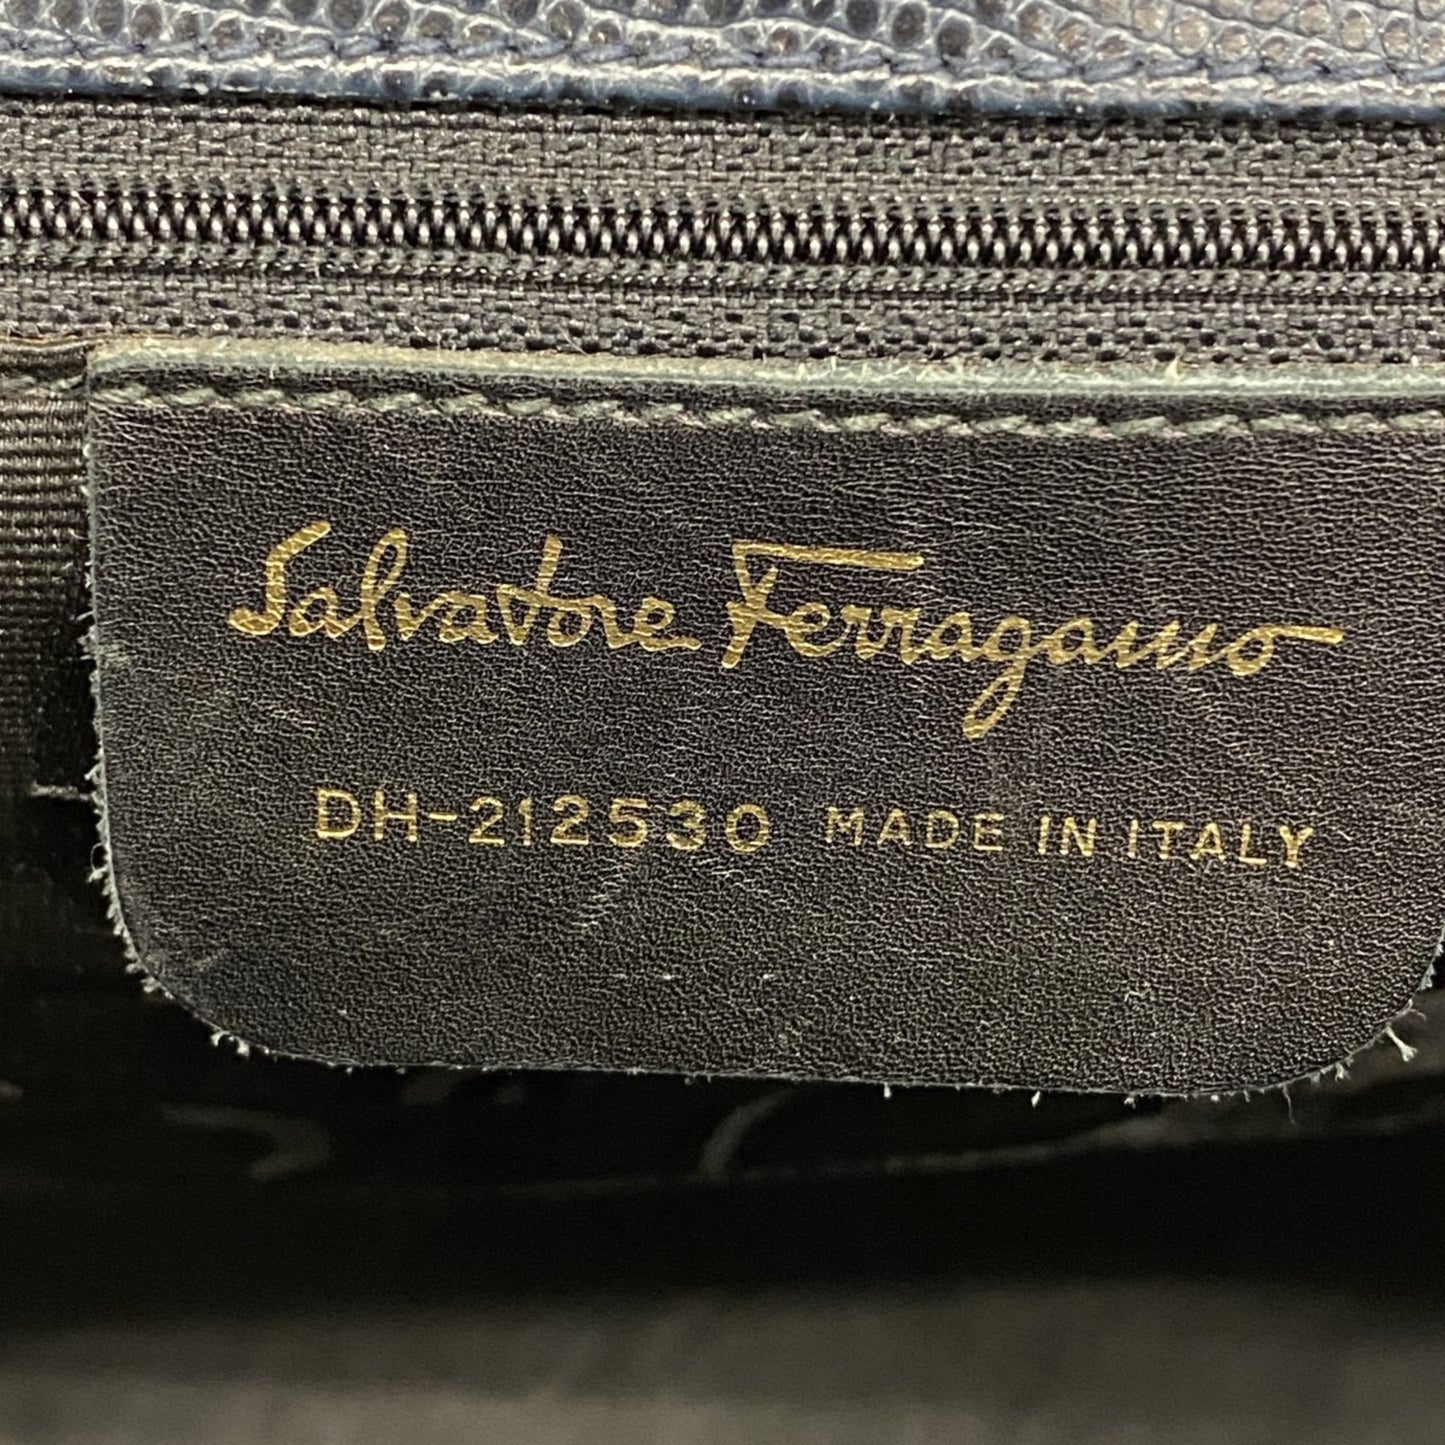 Salvatore Ferragamo
DH-212530 MADE IN ITALY